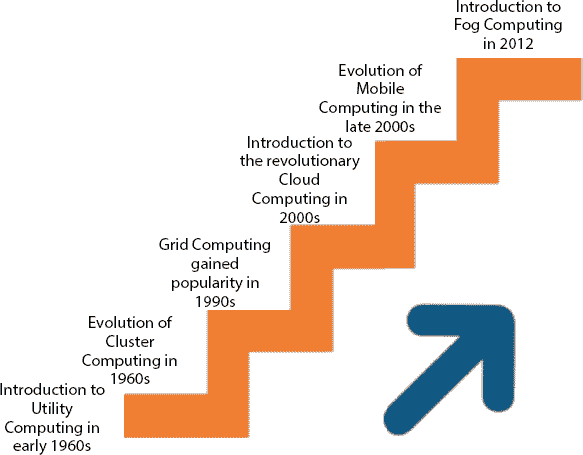 Introduction to
Fog Computing
in 2012
Evolution of
Mobile
Computing in the
late 2000s
Introduction to
the revolutionary
Cloud
Computing in
2000s
Grid Computing
gained
popularity in
1990s
Evolution of
Cluster
Computing in
1960s
Introduction to
Utility
Computing in
early 1960s